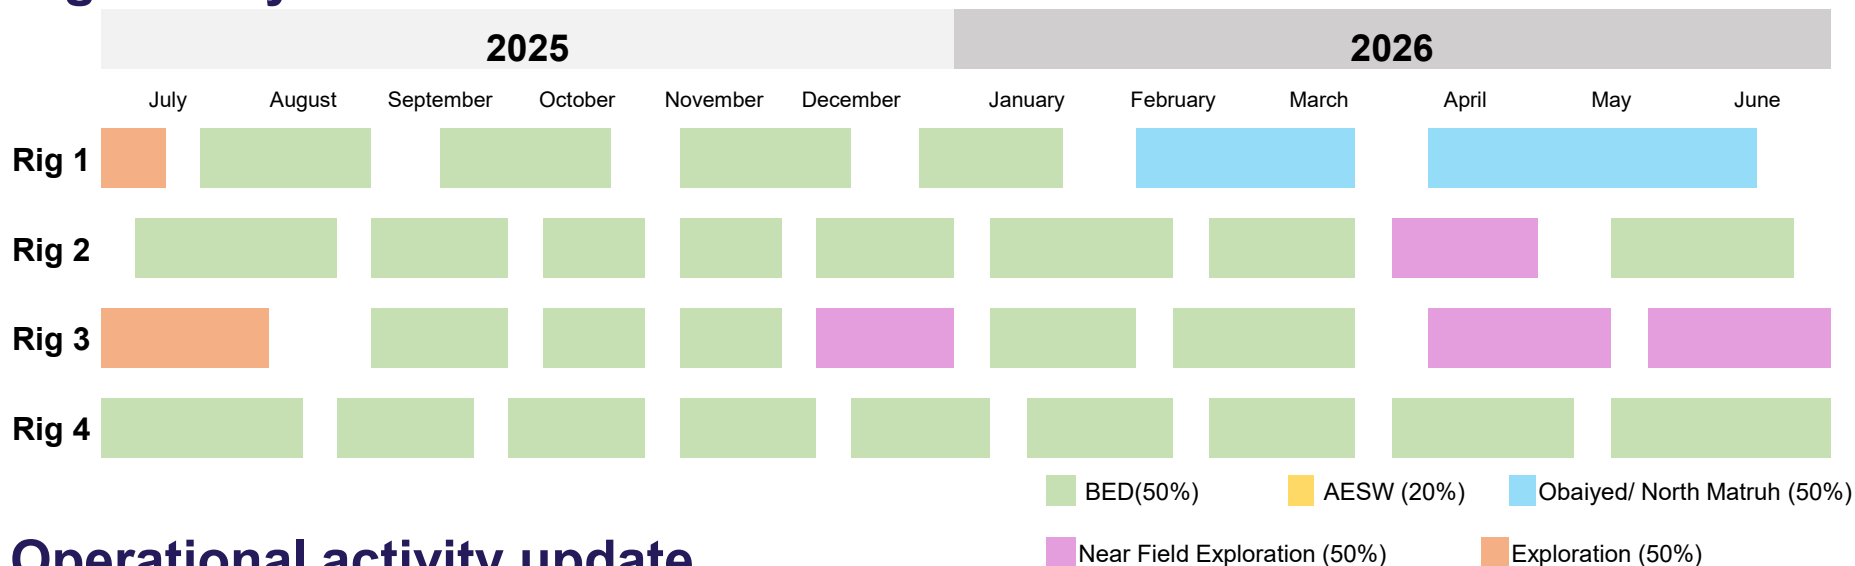 2025 2026
July August September October November December January February March April May June
Rig 1
Rig 2
Rig 3
Rig 4
BED(50%) AESW (20%) Obaiyed/ North Matruh (50%)
Near Field Exploration (50%) Exploration (50%)
Operational activity update